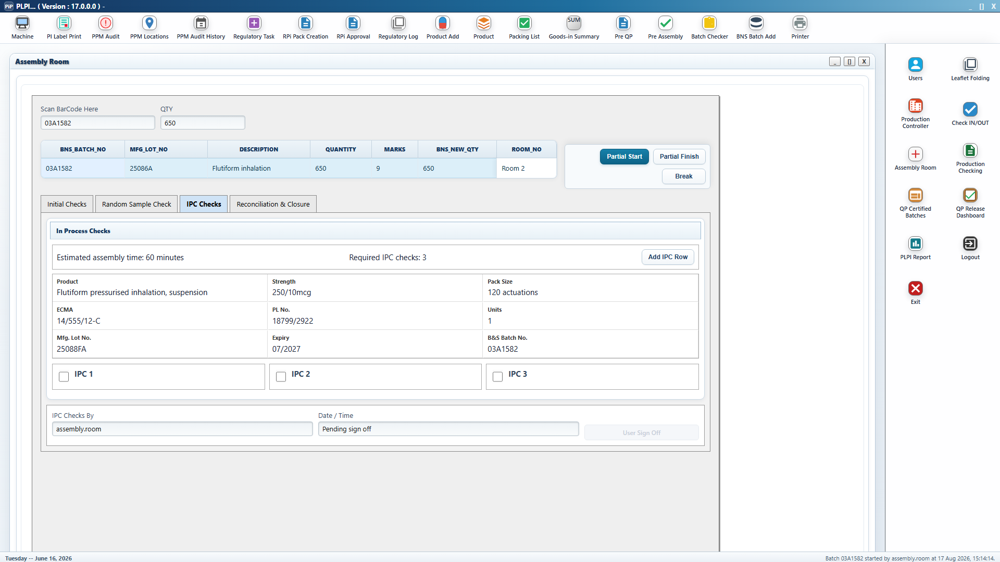 PiP PLPI... ( Version : 17.0.0.0 ) -
_ [] X
Machine
PI Label Print
PPM Audit
PPM Locations
PPM Audit History
Regulatory Task
RPi Pack Creation
RPi Approval
Regulatory Log
Product Add
Product
Packing List
SUM
Goods-in Summary
Pre QP
Pre Assembly
Batch Checker
BNS Batch Add
Printer
Assembly Room
_ [] X
Scan BarCode Here QTY
03A1582 650
BNS_BATCH_NO MFG_LOT_NO DESCRIPTION QUANTITY MARKS BNS_NEW_QTY ROOM_NO
03A1582 25086A Flutiform inhalation 650 9 650 Room 2
Partial Start Partial Finish
Break
Initial Checks Random Sample Check IPC Checks Reconciliation & Closure
In Process Checks
Estimated assembly time: 60 minutes Required IPC checks: 3 Add IPC Row
Product Strength Pack Size
Flutiform pressurised inhalation, suspension 250/10mcg 120 actuations
ECMA PL No. Units
14/555/12-C 18799/2922 1
Mfg. Lot No. Expiry B&S Batch No.
25088FA 07/2027 03A1582
IPC 1 IPC 2 IPC 3
IPC Checks By Date / Time
assembly.room Pending sign off User Sign Off
Users
Leaflet Folding
Production
Controller
Check IN/OUT
Assembly Room
Production
Checking
QP Certified
Batches
QP Release
Dashboard
PLPI Report
Logout
Exit
Tuesday -- June 16, 2026
Batch 03A1582 started by assembly.room at 17 Aug 2026, 15:14:14.